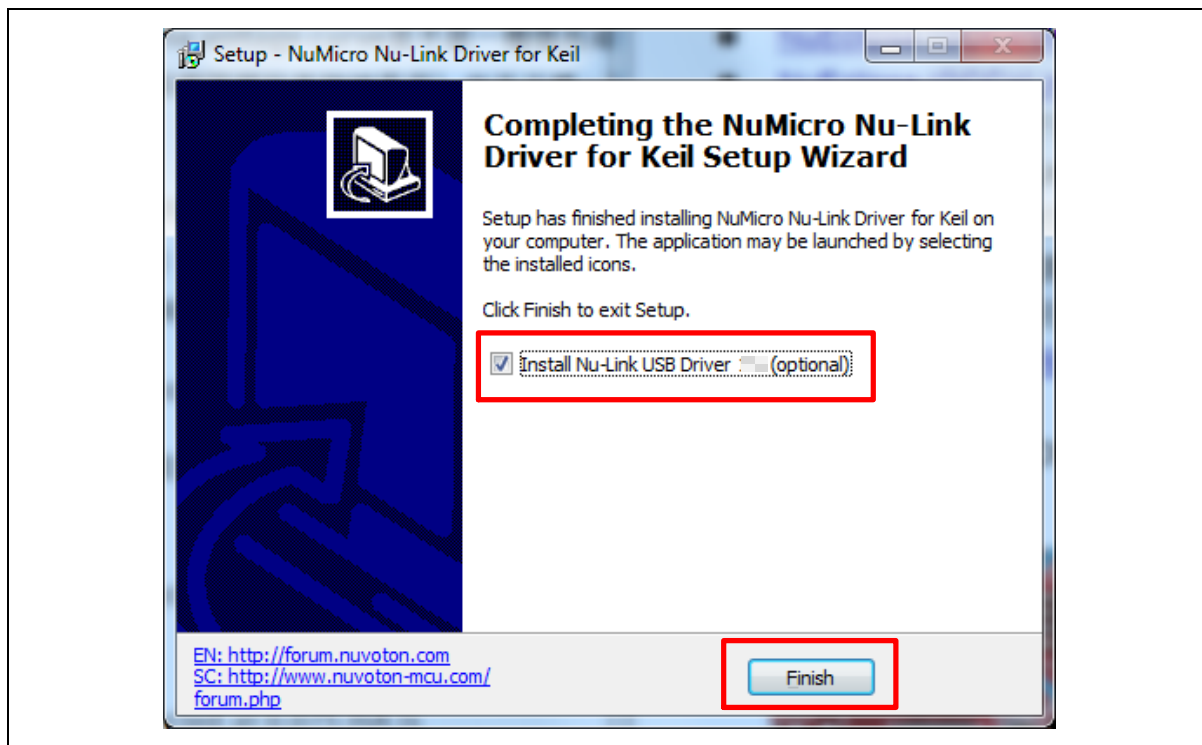 Setup - NuMicro Nu-Link Driver for Keil
Completing the NuMicro Nu-Link
Driver for Keil Setup Wizard
Setup has finished installing NuMicro Nu-Link Driver for Keil on
your computer. The application may be launched by selecting
the installed icons.
Click Finish to exit Setup.
Install Nu-Link USB Driver (optional)
EN: http://forum.nuvoton.com
SC: http://www.nuvoton-mcu.com/
forum.php
Finish